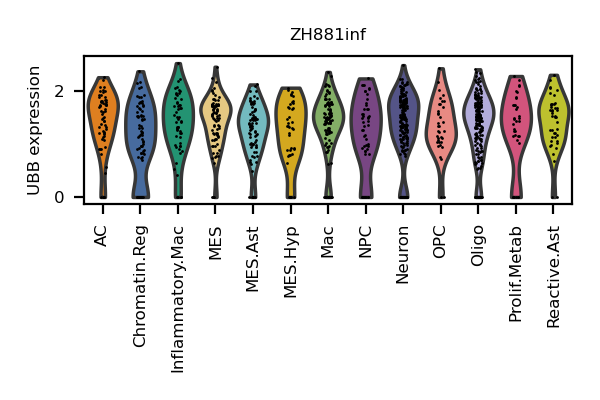 ZH881inf
UBB expression
2
0
AC
Chromatin.Reg
Inflammatory.Mac
MES
MES.Ast
MES.Hyp
Mac
NPC
Neuron
OPC
Oligo
Prolif.Metab
Reactive.Ast